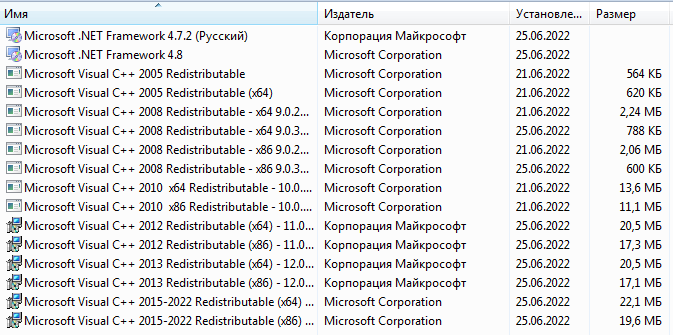 Имя Издатель Установле... Размер
Microsoft .NET Framework 4.7.2 (Русский) Корпорация Майкрософт 25.06.2022
Microsoft .NET Framework 4.8 Microsoft Corporation 25.06.2022
Microsoft Visual C++ 2005 Redistributable Microsoft Corporation 21.06.2022 564 КБ
Microsoft Visual C++ 2005 Redistributable (x64) Microsoft Corporation 21.06.2022 620 КБ
Microsoft Visual C++ 2008 Redistributable - x64 9.0.2... Microsoft Corporation 21.06.2022 2,24 МБ
Microsoft Visual C++ 2008 Redistributable - x64 9.0.3... Microsoft Corporation 25.06.2022 788 КБ
Microsoft Visual C++ 2008 Redistributable - x86 9.0.2... Microsoft Corporation 21.06.2022 2,06 МБ
Microsoft Visual C++ 2008 Redistributable - x86 9.0.3... Microsoft Corporation 25.06.2022 600 КБ
Microsoft Visual C++ 2010 x64 Redistributable - 10.0.... Microsoft Corporation 21.06.2022 13,6 МБ
Microsoft Visual C++ 2010 x86 Redistributable - 10.0.... Microsoft Corporation 21.06.2022 11,1 МБ
Microsoft Visual C++ 2012 Redistributable (x64) - 11.0... Корпорация Майкрософт 25.06.2022 20,5 МБ
Microsoft Visual C++ 2012 Redistributable (x86) - 11.0... Корпорация Майкрософт 25.06.2022 17,3 МБ
Microsoft Visual C++ 2013 Redistributable (x64) - 12.0... Корпорация Майкрософт 25.06.2022 20,5 МБ
Microsoft Visual C++ 2013 Redistributable (x86) - 12.0... Корпорация Майкрософт 25.06.2022 17,1 МБ
Microsoft Visual C++ 2015-2022 Redistributable (x64) ... Microsoft Corporation 25.06.2022 22,1 МБ
Microsoft Visual C++ 2015-2022 Redistributable (x86) ... Microsoft Corporation 25.06.2022 19,6 МБ